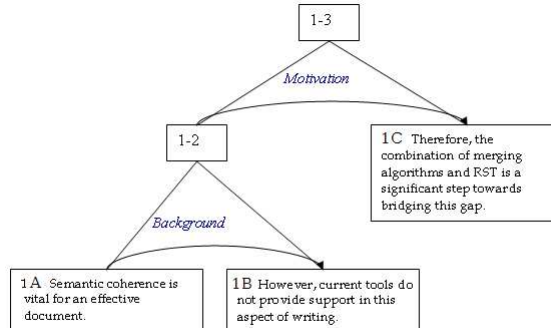 1-3
Motivation
1-2
1C Therefore, the
combination of merging
algorithms and RST is a
significant step towards
bridging this gap.
Background
1A Semantic coherence is
vital for an effective
document.
1B However, current tools do
not provide support in this
aspect of writing.